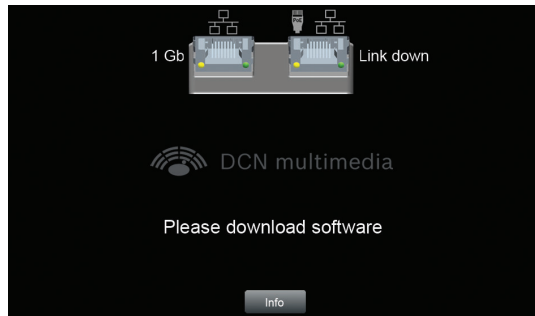 PoE
1 Gb
Link down
DCN multimedia
Please download software
Info